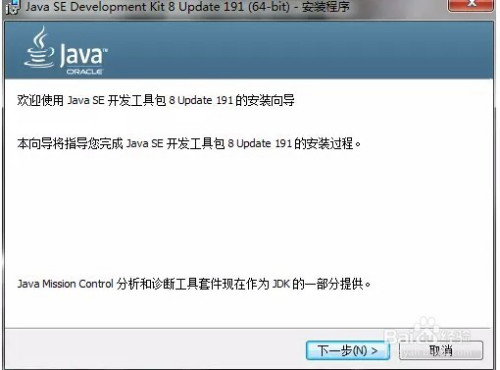 Java SE Development Kit 8 Update 191 (64-bit) - 安装程序
Java™
ORACLE
欢迎使用 Java SE 开发工具包 8 Update 191 的安装向导
本向导将指导您完成 Java SE 开发工具包 8 Update 191 的安装过程。
Java Mission Control 分析和诊断工具套件现在作为 JDK 的一部分提供。
下一步(N) >
取消